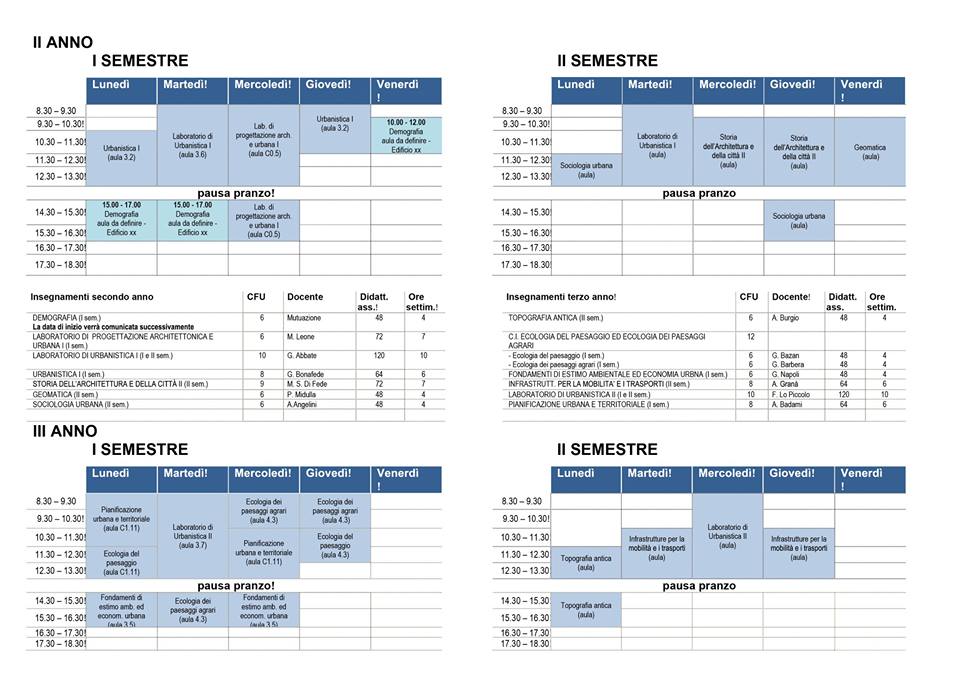 II ANNO
I SEMESTRE
Lunedì Martedì! Mercoledì! Giovedì! Venerdì
!
8.30 – 9.30
9.30 – 10.30!
10.30 – 11.30!
11.30 – 12.30!
12.30 – 13.30!
Urbanistica I
(aula 3.2)
Laboratorio di
Urbanistica I
(aula 3.6)
Lab. di
progettazione arch.
e urbana I
(aula C0.5)
Urbanistica I
(aula 3.2)
10.00 - 12.00
Demografia
aula da definire -
Edificio xx
pausa pranzo!
14.30 – 15.30!
15.30 – 16.30!
16.30 – 17.30!
17.30 – 18.30!
15.00 - 17.00
Demografia
aula da definire -
Edificio xx
15.00 - 17.00
Demografia
aula da definire -
Edificio xx
Lab. di
progettazione arch.
e urbana I
(aula C0.5)
II SEMESTRE
Lunedì Martedì! Mercoledì! Giovedì! Venerdì
!
8.30 – 9.30
9.30 – 10.30!
10.30 – 11.30!
11.30 – 12.30!
12.30 – 13.30!
Sociologia urbana
(aula)
Laboratorio di
Urbanistica I
(aula)
Storia
dell'Architettura e
della città II
(aula)
Storia
dell'Architettura e
della città II
(aula)
Geomatica
(aula)
pausa pranzo
14.30 – 15.30!
15.30 – 16.30!
16.30 – 17.30!
17.30 – 18.30!
Sociologia urbana
(aula)
Insegnamenti secondo anno CFU Docente Didatt. Ore
ass.! settim.!
DEMOGRAFIA (I sem.) 6 Mutuazione 48 4
La data di inizio verrà comunicata successivamente
LABORATORIO DI PROGETTAZIONE ARCHITETTONICA E 6 M. Leone 72 7
URBANA I (I sem.)
LABORATORIO DI URBANISTICA I (I e II sem.) 10 G. Abbate 120 10
URBANISTICA I (I sem.) 8 G. Bonafede 64 6
STORIA DELL'ARCHITETTURA E DELLA CITTÀ II (II sem.) 9 M. S. Di Fede 72 7
GEOMATICA (II sem.) 6 P. Midulla 48 4
SOCIOLOGIA URBANA (II sem.) 6 A.Angelini 48 4
Insegnamenti terzo anno! CFU Docente! Didatt. Ore
ass. settim.
TOPOGRAFIA ANTICA (II sem.) 6 A. Burgio 48 4
C.I. ECOLOGIA DEL PAESAGGIO ED ECOLOGIA DEI PAESAGGI 12
AGRARI
- Ecologia del paesaggio (I sem.) 6 G. Bazan 48 4
- Ecologia dei paesaggi agrari (I sem.) 6 G. Barbera 48 4
FONDAMENTI DI ESTIMO AMBIENTALE ED ECONOMIA URBNA (I sem.) 6 G. Napoli 48 4
INFRASTRUTT. PER LA MOBILITA' E I TRASPORTI (II sem.) 8 A. Granà 64 6
LABORATORIO DI URBANISTICA II (I e II sem.) 10 F. Lo Piccolo 120 10
PIANIFICAZIONE URBANA E TERRITORIALE (I sem.) 8 A. Badami 64 6
III ANNO
I SEMESTRE
Lunedì Martedì! Mercoledì! Giovedì! Venerdì
!
8.30 – 9.30
9.30 – 10.30!
10.30 – 11.30!
11.30 – 12.30!
12.30 – 13.30!
Pianificazione
urbana e territoriale
(aula C1.11)
Ecologia del
paesaggio
(aula C1.11)
Laboratorio di
Urbanistica II
(aula 3.7)
Ecologia dei
paesaggi agrari
(aula 4.3)
Pianificazione
urbana e territoriale
(aula C1.11)
Ecologia dei
paesaggi agrari
(aula 4.3)
Ecologia del
paesaggio
(aula 4.3)
pausa pranzo!
14.30 – 15.30!
15.30 – 16.30!
16.30 – 17.30!
17.30 – 18.30!
Fondamenti di
estimo amb. ed
econom. urbana
(aula 3.5)
Ecologia dei
paesaggi agrari
(aula 4.3)
Fondamenti di
estimo amb. ed
econom. urbana
(aula 3.5)
II SEMESTRE
Lunedì Martedì! Mercoledì! Giovedì! Venerdì
!
8.30 – 9.30
9.30 – 10.30!
10.30 – 11.30!
11.30 – 12.30!
12.30 – 13.30!
Topografia antica
(aula)
Infrastrutture per la
mobilità e i trasporti
(aula)
Laboratorio di
Urbanistica II
(aula)
Infrastrutture per la
mobilità e i trasporti
(aula)
pausa pranzo
14.30 – 15.30!
15.30 – 16.30!
16.30 – 17.30!
17.30 – 18.30!
Topografia antica
(aula)